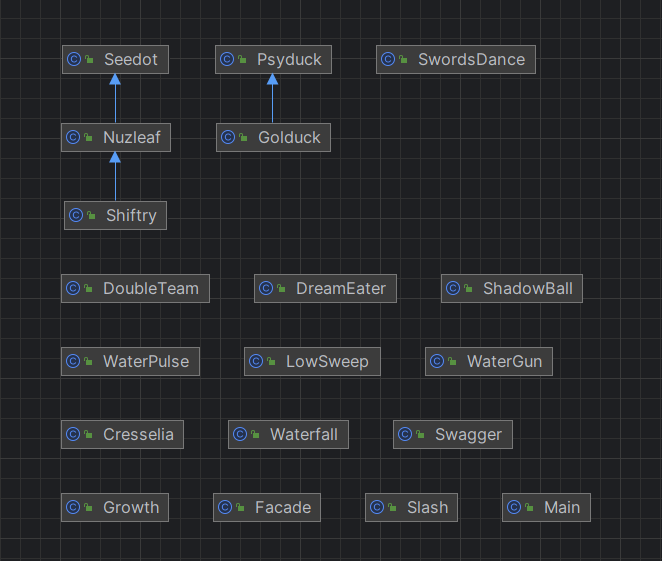 Seedot Psyduck SwordsDance
Nuzleaf Golduck
Shiftry
DoubleTeam DreamEater ShadowBall
WaterPulse LowSweep WaterGun
Cresselia Waterfall Swagger
Growth Facade Slash Main